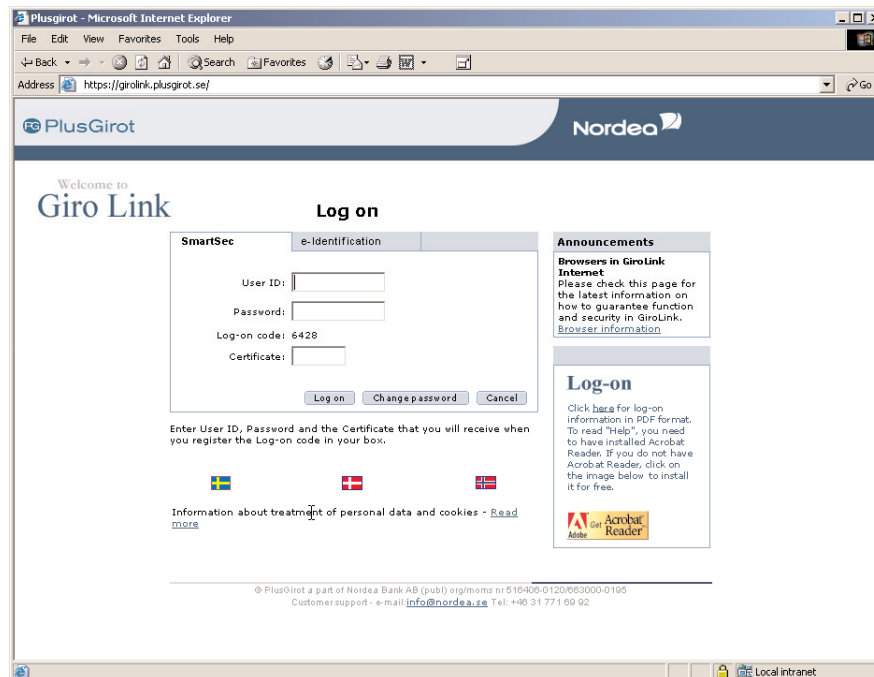 Plusgirot - Microsoft Internet Explorer
File Edit View Favorites Tools Help
Back Search Favorites
Address https://girolink.plusgirot.se/ Go
PlusGirot
Nordea
Welcome to
Giro Link
Log on
SmartSec e-Identification
User ID:
Password:
Log-on code: 6428
Certificate:
Log on Change password Cancel
Enter User ID, Password and the Certificate that you will receive when
you register the Log-on code in your box.
Information about treatment of personal data and cookies - Read
more
Announcements
Browsers in GiroLink
Internet
Please check this page for
the latest information on
how to guarantee function
and security in GiroLink.
Browser information
Log-on
Click here for log-on
information in PDF format.
To read "Help", you need
to have installed Acrobat
Reader. If you do not have
Acrobat Reader, click on
the image below to install
it for free.
Adobe Get Acrobat
Reader
© PlusGirot a part of Nordea Bank AB (publ) org/moms nr 516406-0120/663000-0195
Customer support - e-mail:info@nordea.se Tel: +46 31 771 69 92
Local intranet